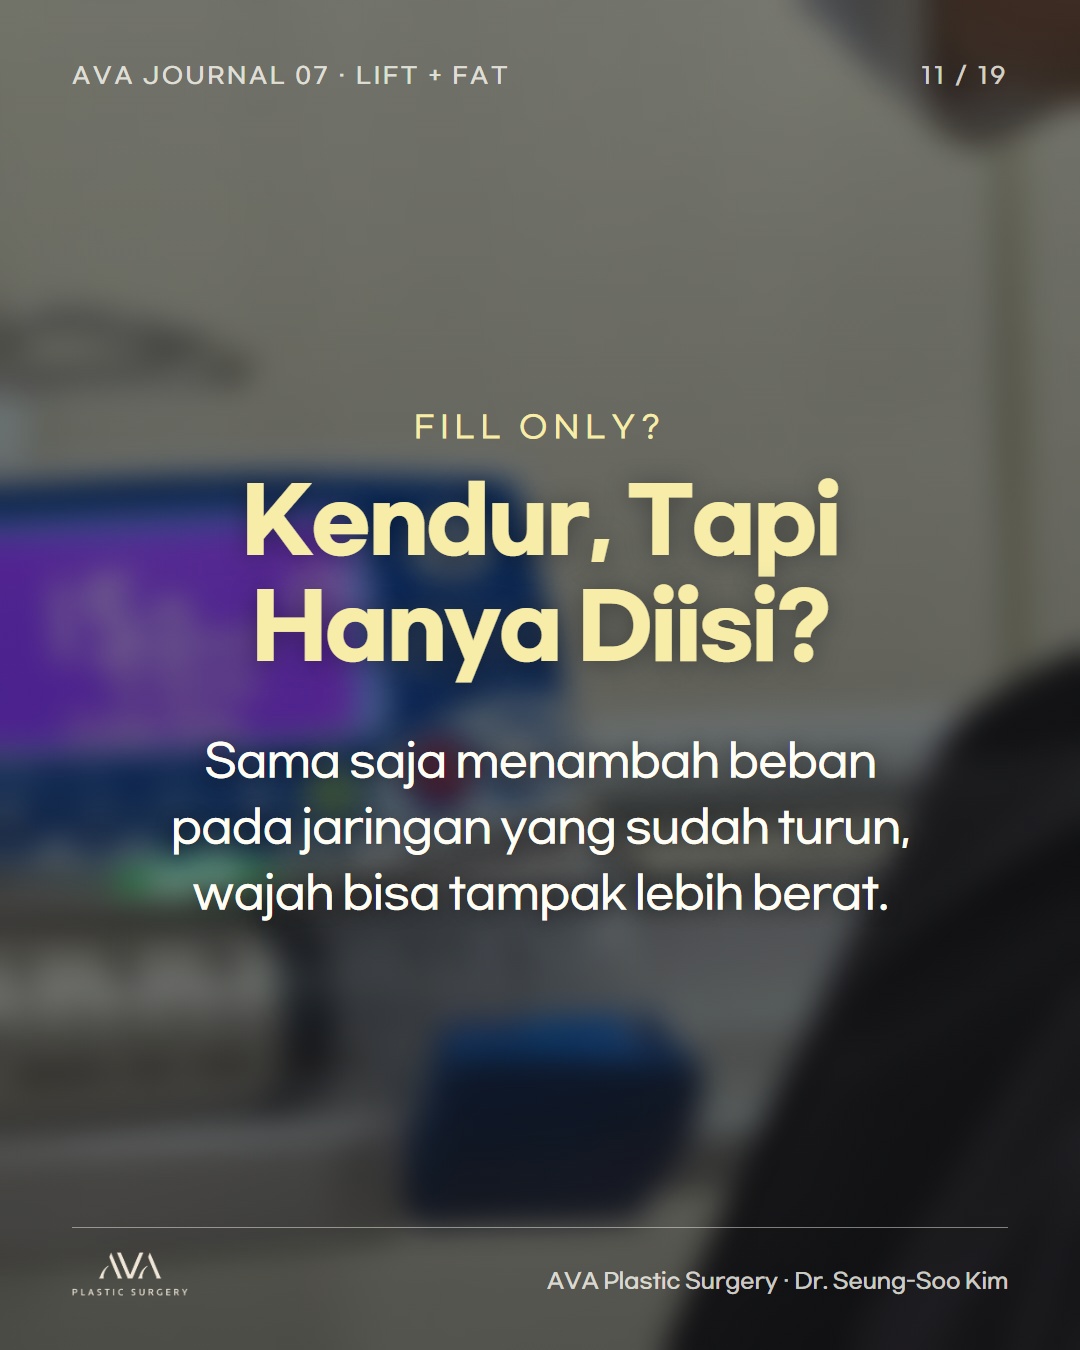 AVA JOURNAL 07 · LIFT + FAT
11 / 19
FILL ONLY?
Kendur, Tapi
Hanya Diisi?
Sama saja menambah beban
pada jaringan yang sudah turun,
wajah bisa tampak lebih berat.
AVA
PLASTIC SURGERY
AVA Plastic Surgery · Dr. Seung-Soo Kim